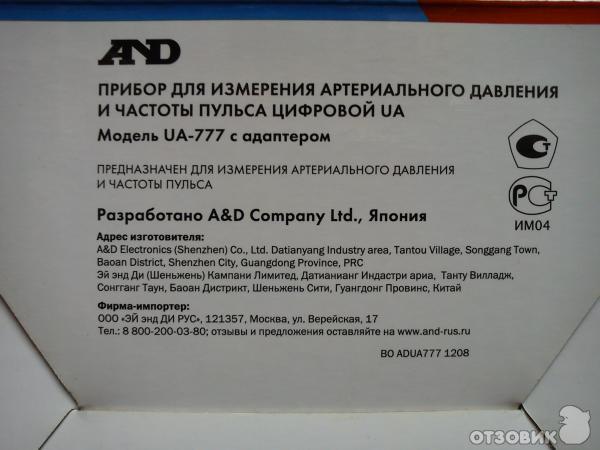 AND
ПРИБОР ДЛЯ ИЗМЕРЕНИЯ АРТЕРИАЛЬНОГО ДАВЛЕНИЯ
И ЧАСТОТЫ ПУЛЬСА ЦИФРОВОЙ UA
Модель UA-777 с адаптером
ПРЕДНАЗНАЧЕН ДЛЯ ИЗМЕРЕНИЯ АРТЕРИАЛЬНОГО ДАВЛЕНИЯ
И ЧАСТОТЫ ПУЛЬСА
ИМ04
Разработано A&D Company Ltd., Япония
Адрес изготовителя:
A&D Electronics (Shenzhen) Co., Ltd. Datianyang Industry area, Tantou Village, Songgang Town,
Baoan District, Shenzhen City, Guangdong Province, PRC
Эй энд Ди (Шеньжень) Кампани Лимитед, Датианианг Индастри ариа, Танту Вилладж,
Сонгганг Таун, Баоан Дистрикт, Шеньжень Сити, Гуангдонг Провинс, Китай
Фирма-импортер:
ООО «ЭЙ энд ДИ РУС», 121357, Москва, ул. Верейская, 17
Тел.: 8 800-200-03-80; отзывы и предложения оставляйте на www.and-rus.ru
BO ADUA777 1208
ОТЗОВИК